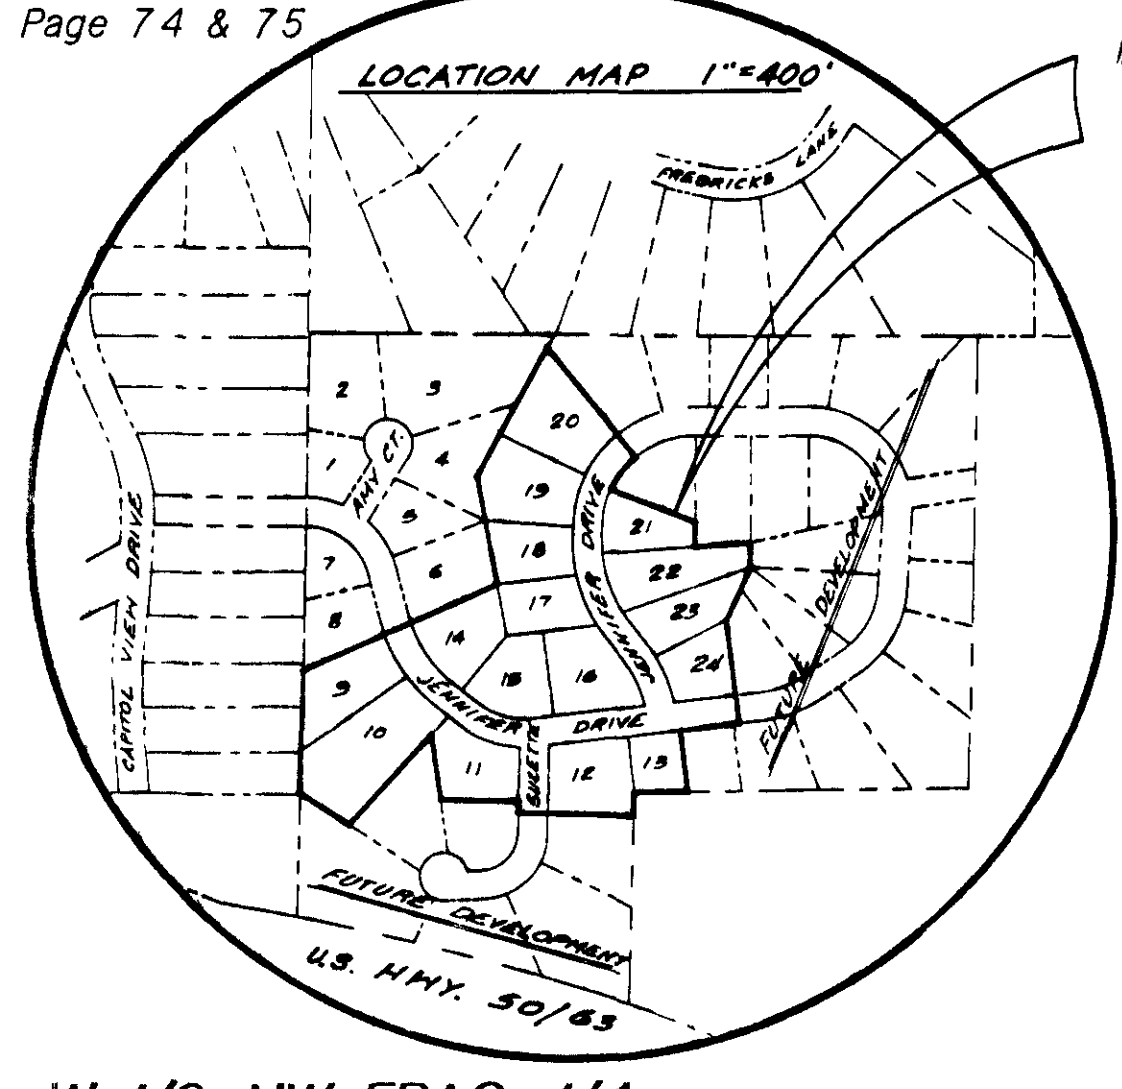 Page 74 & 75
LOCATION MAP 1"=400'
FREDRICKS LANE
2
3
20
1
AMY CT.
4
19
DRIVE
5
21
18
7
6
22
JENNIFER
17
8
23
14
CAPITOL VIEW DRIVE
FUTURE DEVELOPMENT
9
15
16
24
JENNIFER
DRIVE
10
11
SUZETTE
12
13
FUTURE DEVELOPMENT
U.S. HWY. 50/63